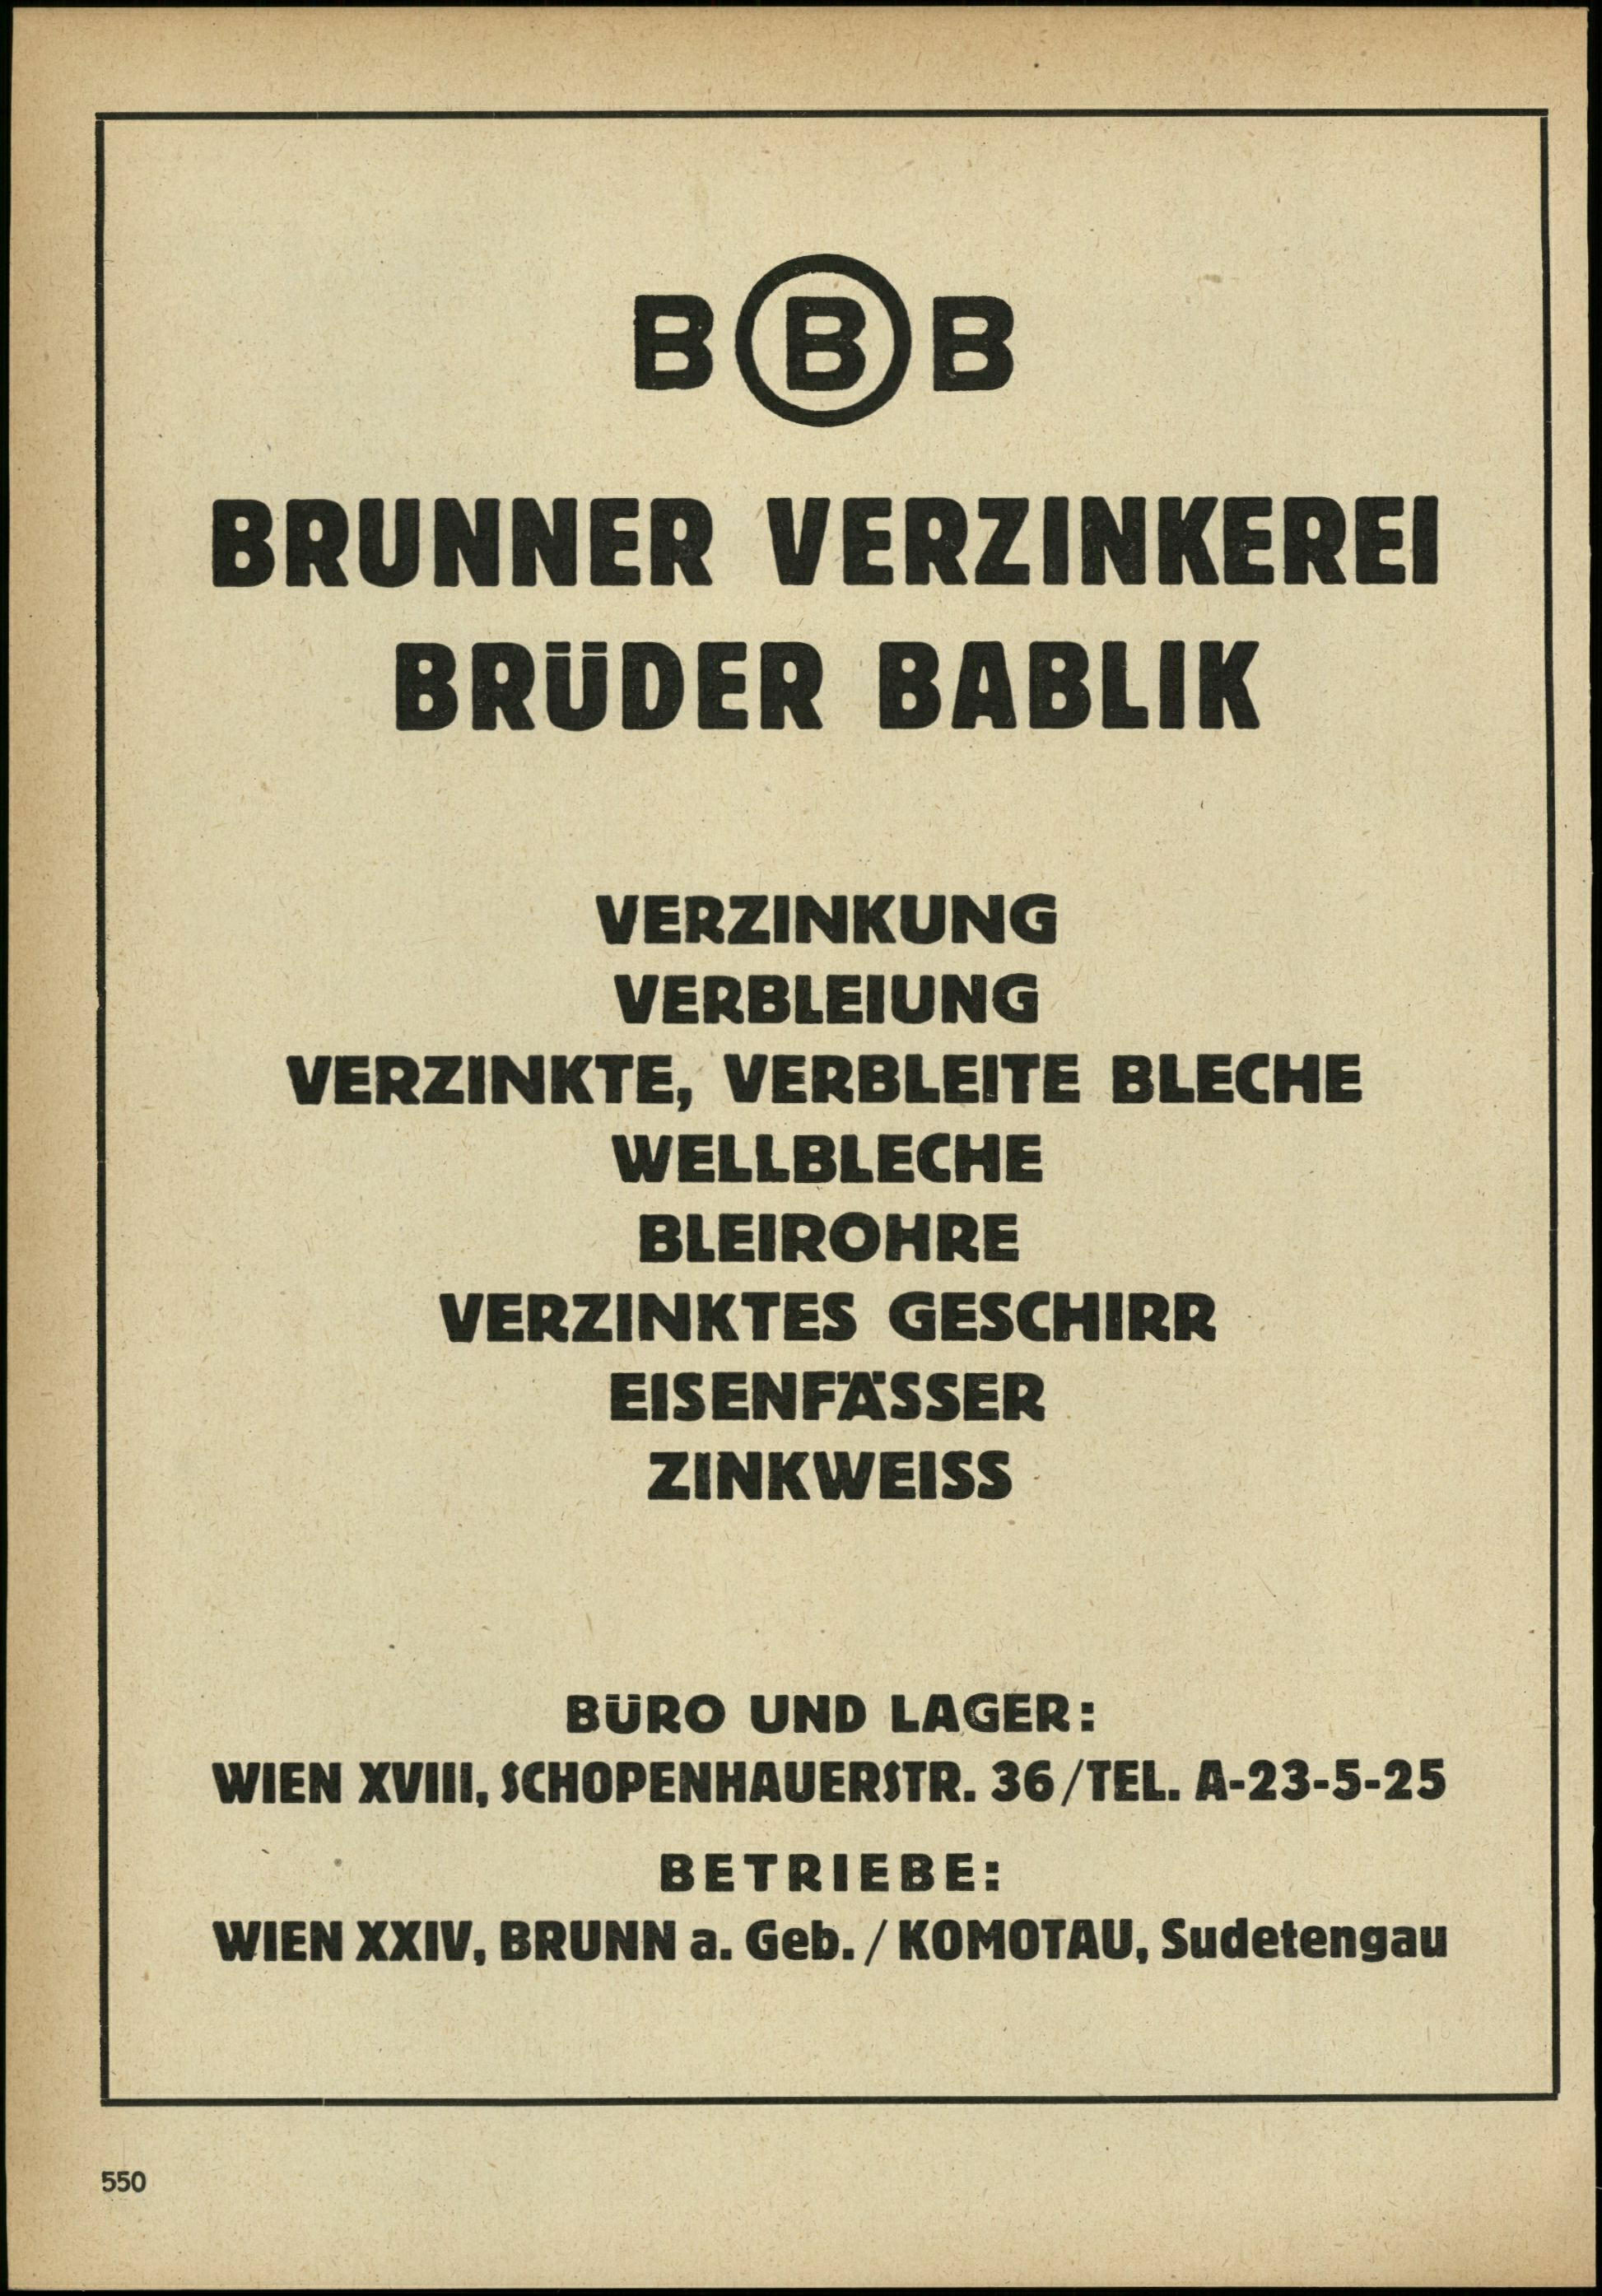 B B B
BRUNNER VERZINKEREI
BRÜDER BABLIK
VERZINKUNG
VERBLEIUNG
VERZINKTE, VERBLEITE BLECHE
WELLBLECHE
BLEIROHRE
VERZINKTES GESCHIRR
EISENFÄSSER
ZINKWEISS
BÜRO UND LAGER:
WIEN XVIII, SCHOPENHAUERSTR. 36/TEL. A-23-5-25
BETRIEBE:
WIEN XXIV, BRUNN a. Geb. / KOMOTAU, Sudetengau
550